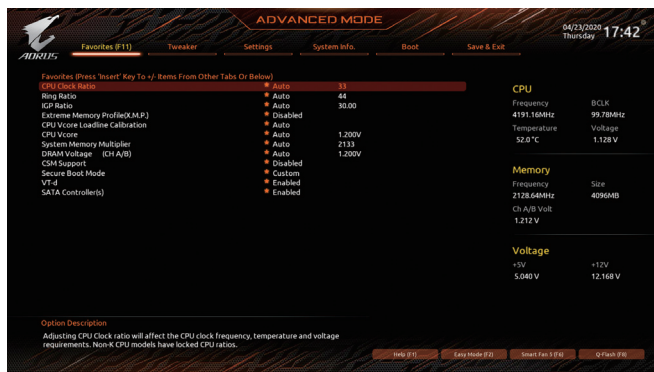 ADVANCED MODE
04/23/2020 Thursday 17:42
AORUS
Favorites (F11) Tweaker Settings System Info. Boot Save & Exit
Favorites (Press 'Insert' Key To +/- Items From Other Tabs Or Below)
CPU Clock Ratio Auto 33
Ring Ratio Auto 44
IGP Ratio Auto 30.00
Extreme Memory Profile(X.M.P.) Disabled
CPU Vcore Loadline Calibration Auto
CPU Vcore Auto 1.200V
System Memory Multiplier Auto 2133
DRAM Voltage (CH A/B) Auto 1.200V
CSM Support Disabled
Secure Boot Mode Custom
VT-d Enabled
SATA Controller(s) Enabled
CPU
Frequency BCLK
4191.16MHz 99.78MHz
Temperature Voltage
52.0 °C 1.128 V
Memory
Frequency Size
2128.64MHz 4096MB
Ch A/B Volt
1.212 V
Voltage
+5V +12V
5.040 V 12.168 V
Option Description
Adjusting CPU Clock ratio will affect the CPU clock frequency, temperature and voltage
requirements. Non-K CPU models have locked CPU ratios.
Help (F1) Easy Mode (F2) Smart Fan 5 (F6) Q-Flash (F8)